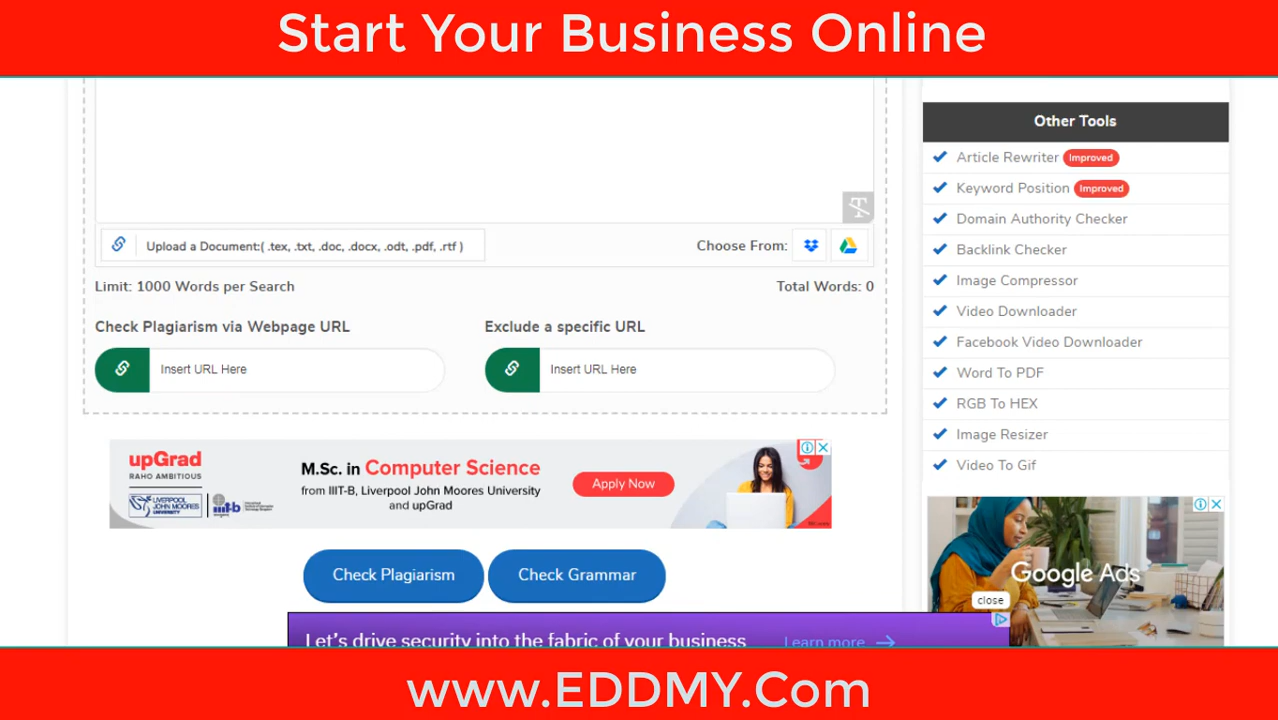 Start Your Business Online
Other Tools
Article Rewriter Improved
Keyword Position Improved
Domain Authority Checker
Backlink Checker
Image Compressor
Video Downloader
Facebook Video Downloader
Word To PDF
RGB To HEX
Image Resizer
Video To Gif
Upload a Document:( .tex, .txt, .doc, .docx, .odt, .pdf, .rtf )
Choose From:
Limit: 1000 Words per Search
Total Words: 0
Check Plagiarism via Webpage URL
Exclude a specific URL
Insert URL Here
Insert URL Here
upGrad
RAHO AMBITIOUS
LIVERPOOL
JOHN MOORES
UNIVERSITY
iiit-b
M.Sc. in Computer Science
from IIIT-B, Liverpool John Moores University
and upGrad
Apply Now
Check Plagiarism
Check Grammar
Google Ads
close
Let's drive security into the fabric of your business
Learn more
www.EDDMY.Com